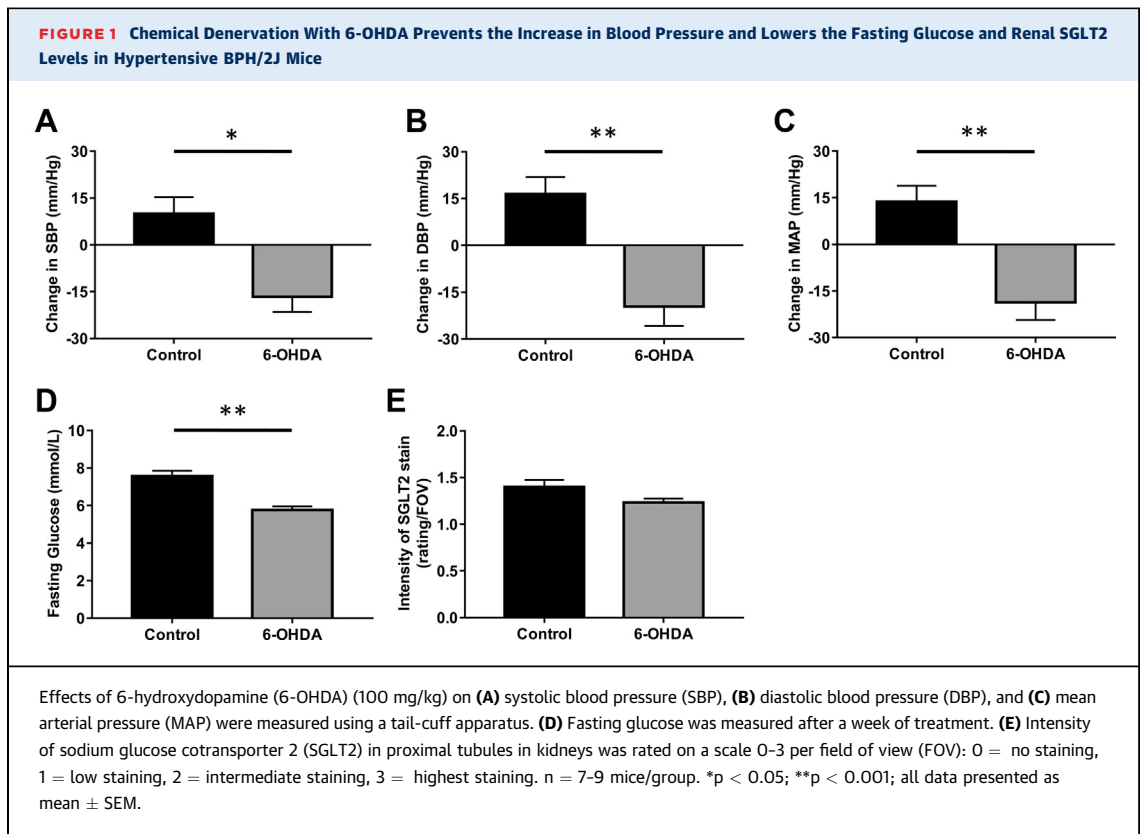 FIGURE 1 Chemical Denervation With 6-OHDA Prevents the Increase in Blood Pressure and Lowers the Fasting Glucose and Renal SGLT2
Levels in Hypertensive BPH/2J Mice
A
*
Change in SBP (mm/Hg)
30
15
0
-15
-30
Control
6-OHDA
B
**
Change in DBP (mm/Hg)
30
15
0
-15
-30
Control
6-OHDA
C
**
Change in MAP (mm/Hg)
30
15
0
-15
-30
Control
6-OHDA
D
**
Fasting Glucose (mmol/L)
10
8
6
4
2
0
Control
6-OHDA
E
Intensity of SGLT2 stain
(rating/FOV)
2.0
1.5
1.0
0.5
0.0
Control
6-OHDA
Effects of 6-hydroxydopamine (6-OHDA) (100 mg/kg) on (A) systolic blood pressure (SBP), (B) diastolic blood pressure (DBP), and (C) mean
arterial pressure (MAP) were measured using a tail-cuff apparatus. (D) Fasting glucose was measured after a week of treatment. (E) Intensity
of sodium glucose cotransporter 2 (SGLT2) in proximal tubules in kidneys was rated on a scale 0-3 per field of view (FOV): 0 = no staining,
1 = low staining, 2 = intermediate staining, 3 = highest staining. n = 7-9 mice/group. *p < 0.05; **p < 0.001; all data presented as
mean ± SEM.